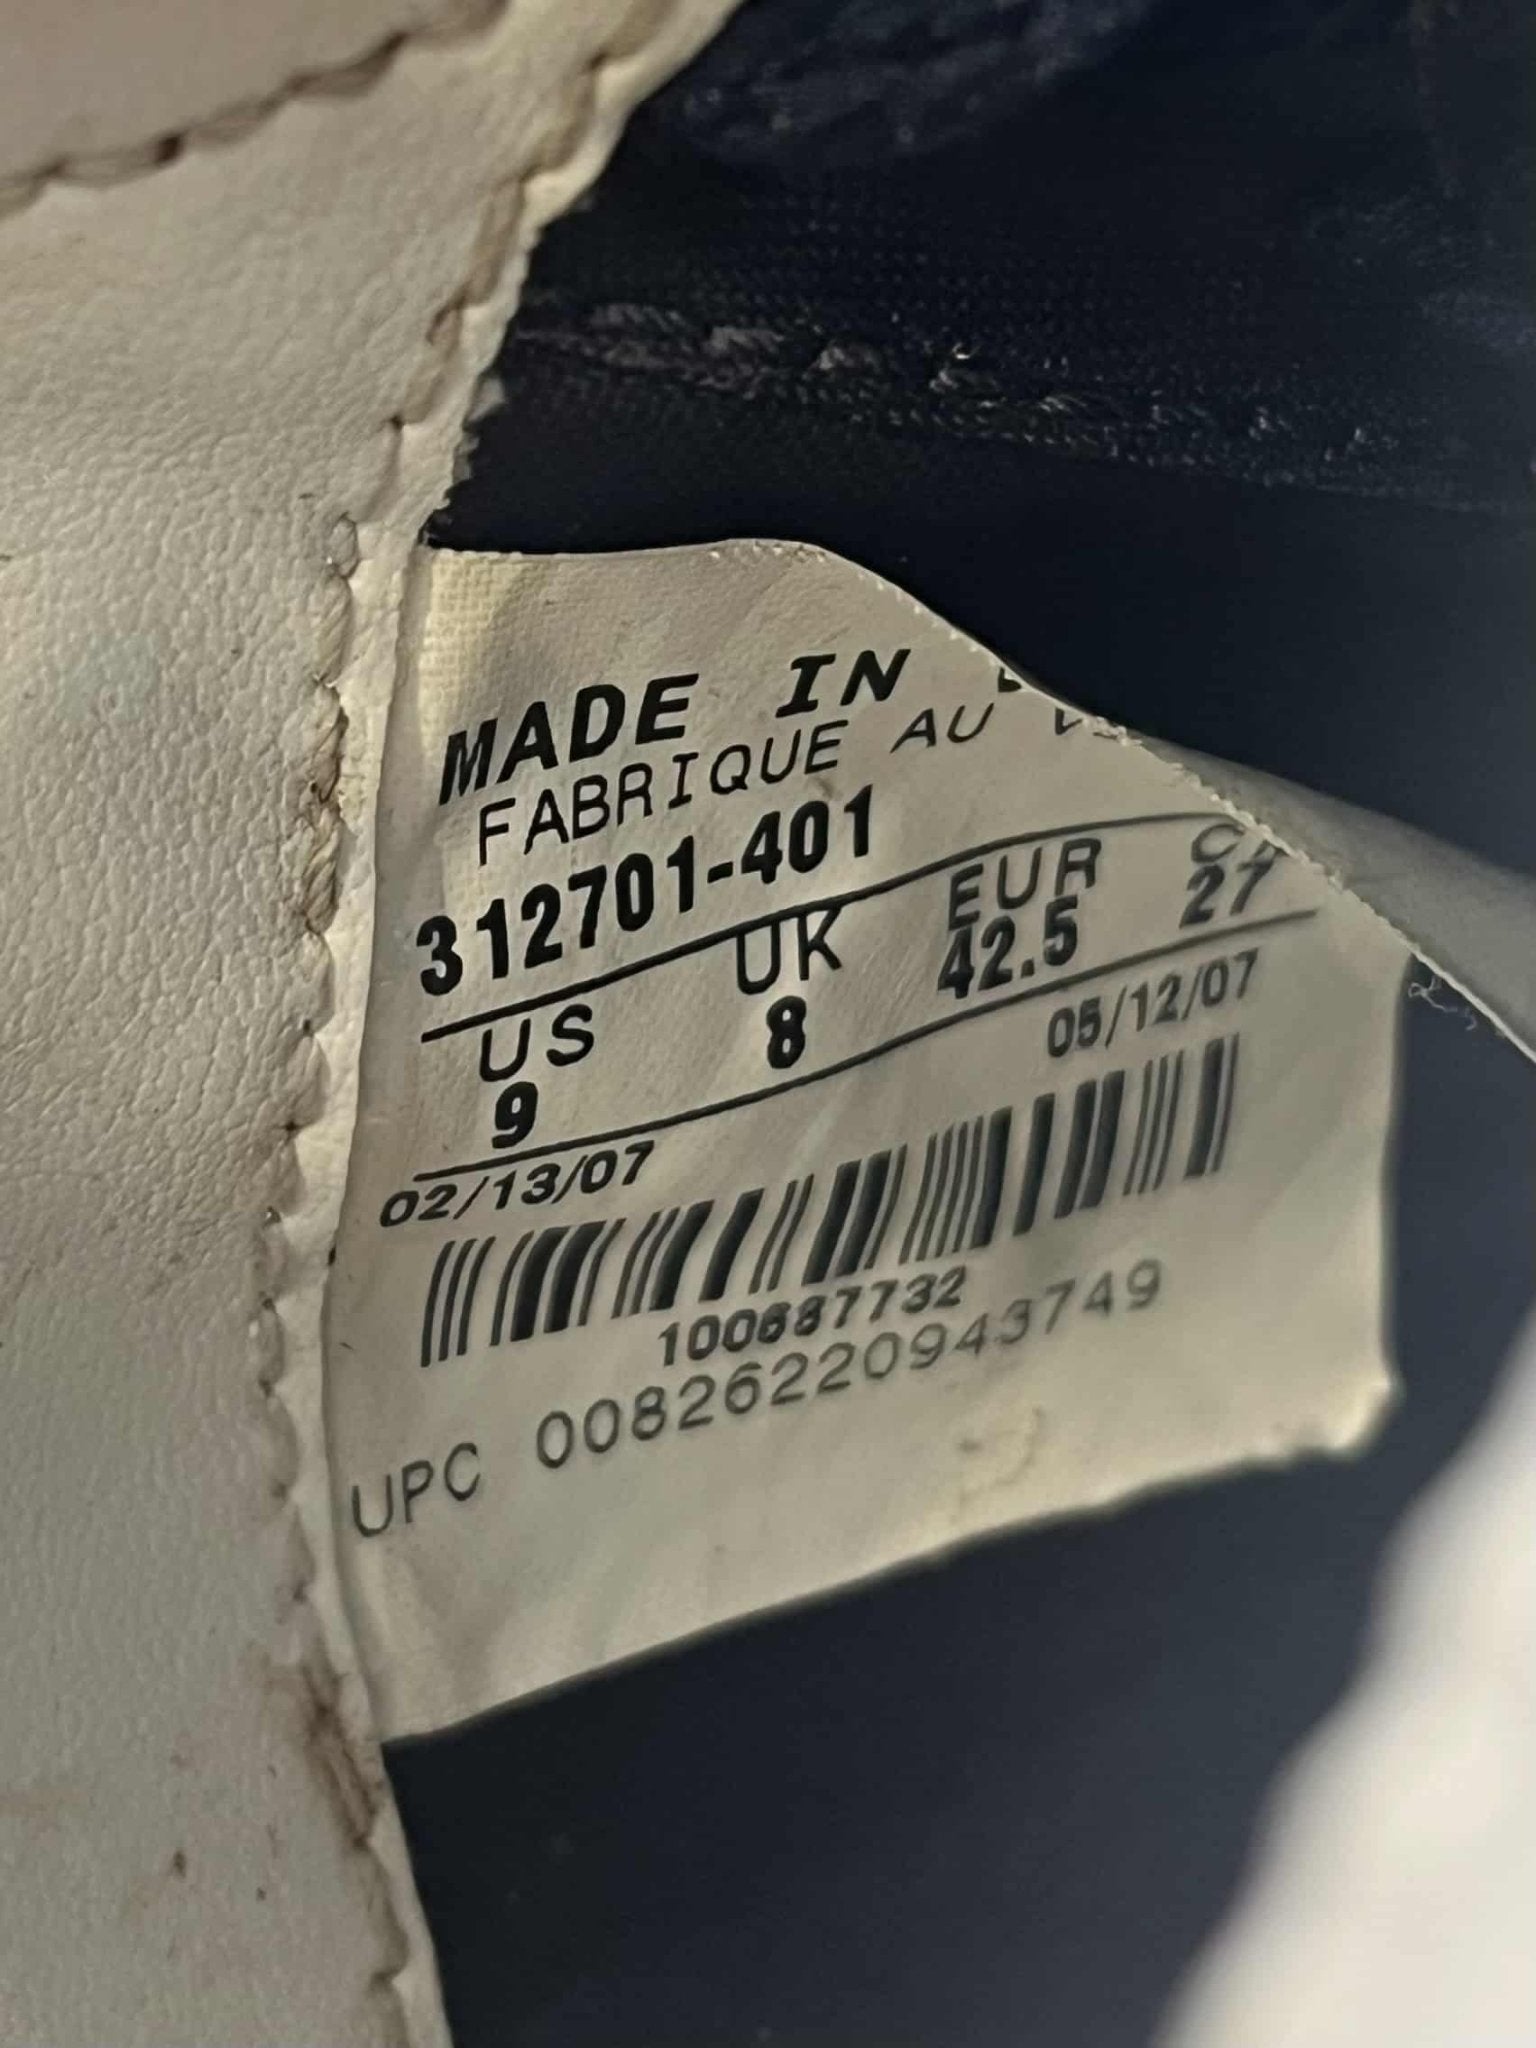 MADE IN
FABRIQUE AU
312701-401
US UK EUR
9 8 42.5 27
02/13/07 05/12/07
100687732
UPC 00826220943749